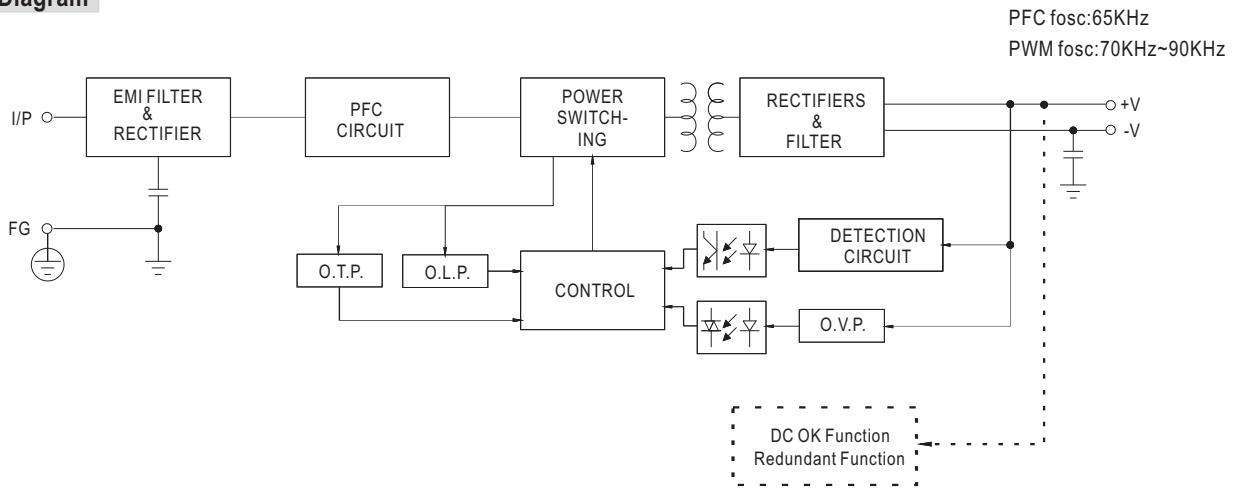 Diagram
PFC fosc:65KHz
PWM fosc:70KHz~90KHz
I/P
EMI FILTER
&
RECTIFIER
PFC
CIRCUIT
POWER
SWITCH-
ING
RECTIFIERS
&
FILTER
+V
-V
FG
O.T.P.
O.L.P.
CONTROL
DETECTION
CIRCUIT
O.V.P.
DC OK Function
Redundant Function